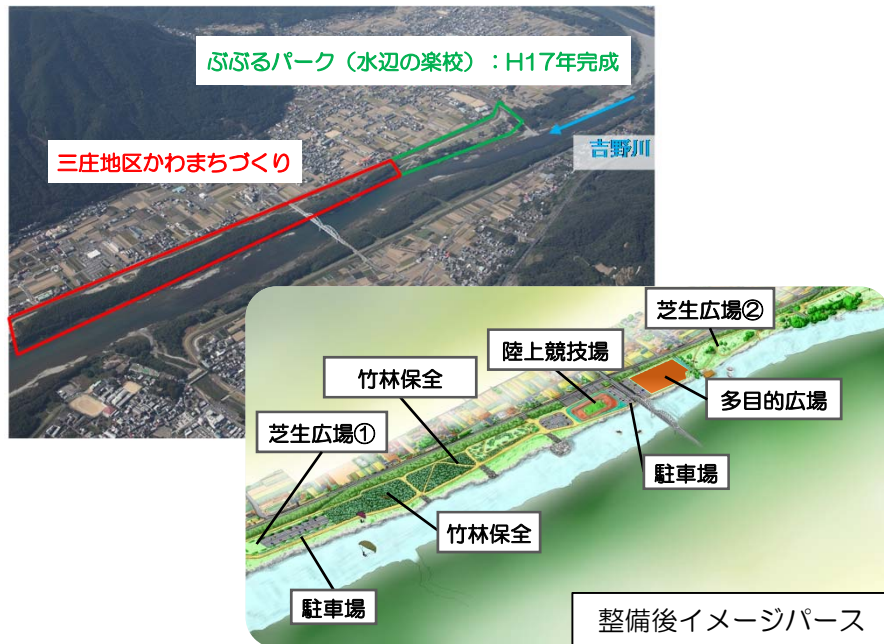 ぶぶるパーク（水辺の楽校）：H17年完成
三庄地区かわまちづくり
吉野川
芝生広場②
陸上競技場
竹林保全
多目的広場
芝生広場①
駐車場
竹林保全
駐車場
整備後イメージパース